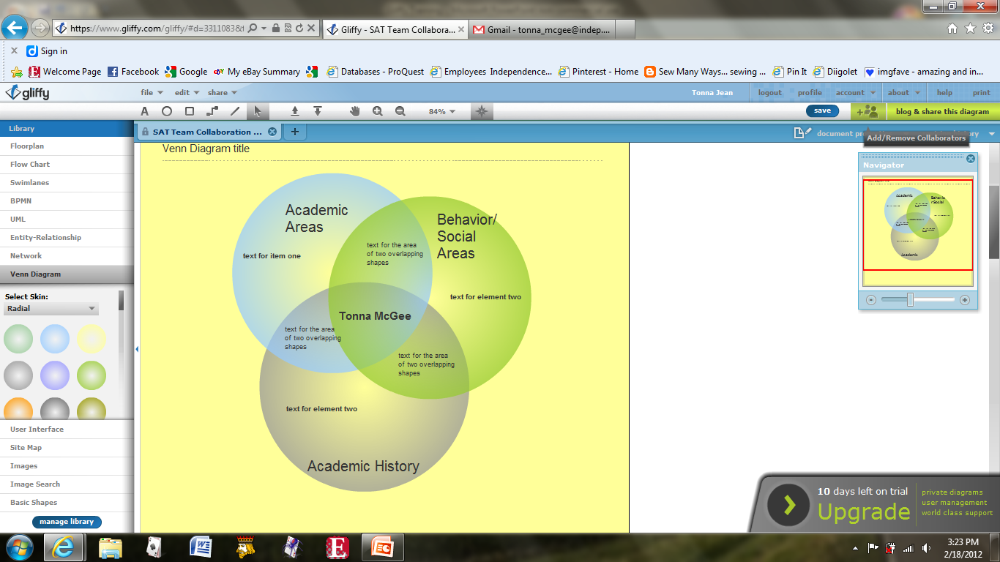 https://www.gliffy.com/gliffy/#d=3311083&t
Gliffy - SAT Team Collabora...
Gmail - tonna_mcgee@indep....
Sign in
Welcome Page Facebook Google My eBay Summary Databases - ProQuest Employees Independence... Pinterest - Home Sew Many Ways... sewing ... Pin It Diigolet imgfave - amazing and in...
gliffy file edit share Tonna Jean logout profile account about help print
A 84% save blog & share this diagram
Library
SAT Team Collaboration ... +
document pr
history
Add/Remove Collaborators
Floorplan
Flow Chart
Swimlanes
BPMN
UML
Entity-Relationship
Network
Venn Diagram
Select Skin:
Radial
User Interface
Site Map
Images
Image Search
Basic Shapes
manage library
Venn Diagram title
Academic
Areas
text for item one
text for the area
of two overlapping
shapes
Behavior/
Social
Areas
text for element two
Tonna McGee
text for the area
of two overlapping
shapes
text for the area
of two overlapping
shapes
text for element two
Academic History
Navigator
Academic
Behavio
r/Social
Academic
10 days left on trial
Upgrade
private diagrams
user management
world class support
3:23 PM
2/18/2012